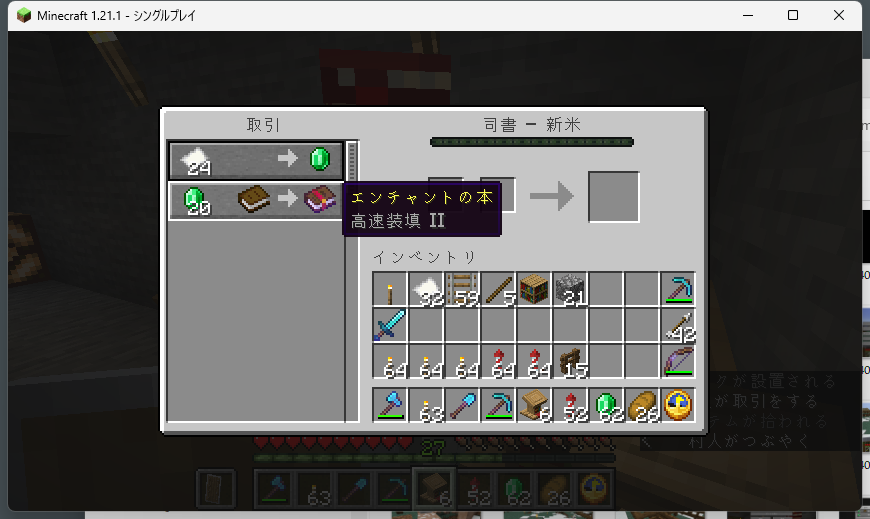 Minecraft 1.21.1 - シングルプレイ
取引
司書 - 新米
24
20
エンチャントの本
高速装填 II
インベントリ
32 59 5 21
42
64 64 64 64 64 15
63 6 52 62 26
クが設置される
が取引をする
テムが拾われる
く 村人がつぶやく
27
63 6 52 62 26